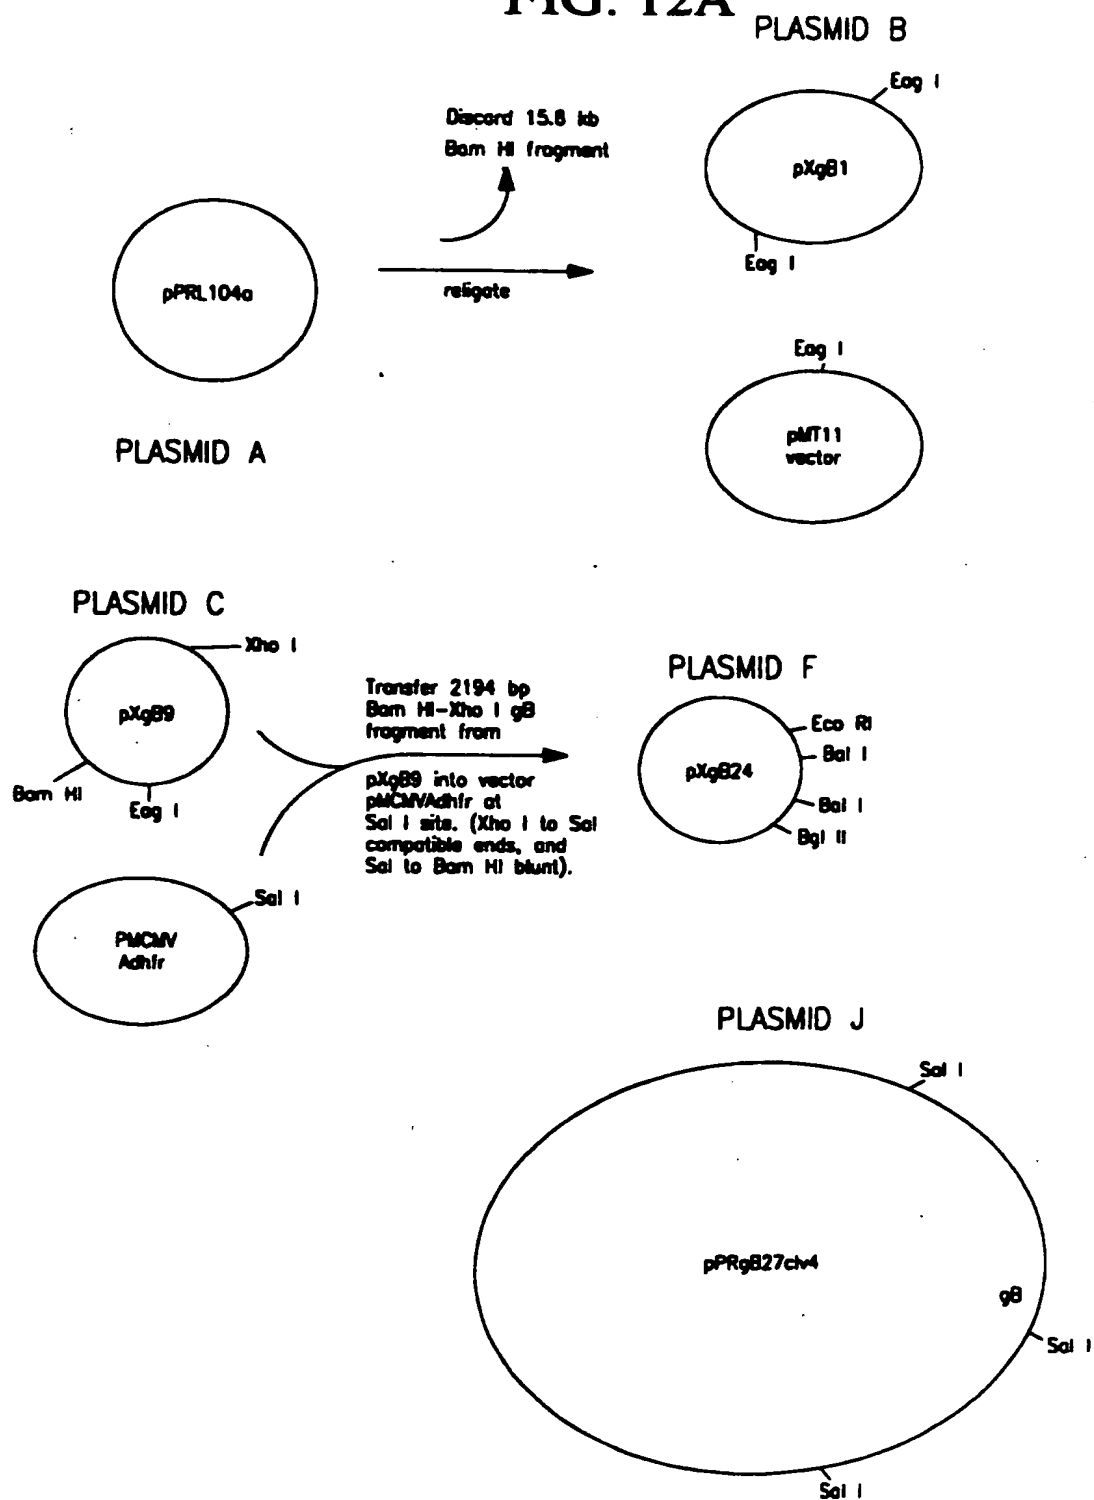 FIG. 12A
PLASMID B
Eag I
Discard 15.8 kb
Bam HI fragment
pXgB1
Eag I
pPRL104a
religate
Eag I
pMT11
vector
PLASMID A
PLASMID C
Xho I
PLASMID F
Transfer 2194 bp
Bam HI-Xho I gB
fragment from
pXgB9
Eco RI
Bal I
pXgB24
Bam HI
Eag I
pXgB9 into vector
pMCMVAdhfr at
Sal I site. (Xho I to Sal
compatible ends, and
Sal to Bam HI blunt).
Bal I
Bgl II
Sal I
PMCMV
Adhfr
PLASMID J
Sal I
pPRgB27clv4
gB
Sal I
Sal I